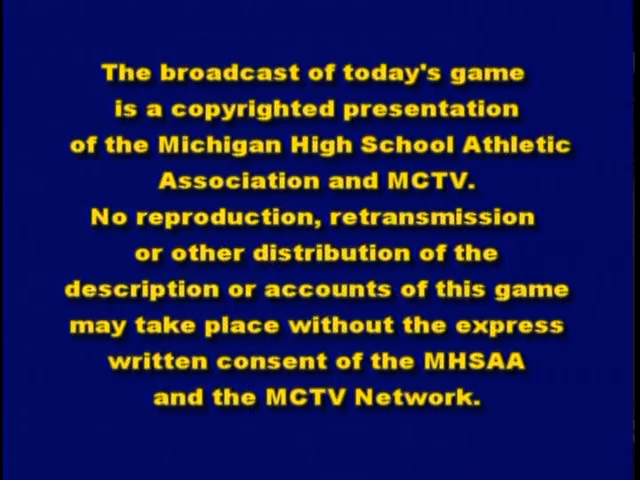 The broadcast of today's game
is a copyrighted presentation
of the Michigan High School Athletic
Association and MCTV.
No reproduction, retransmission
or other distribution of the
description or accounts of this game
may take place without the express
written consent of the MHSAA
and the MCTV Network.